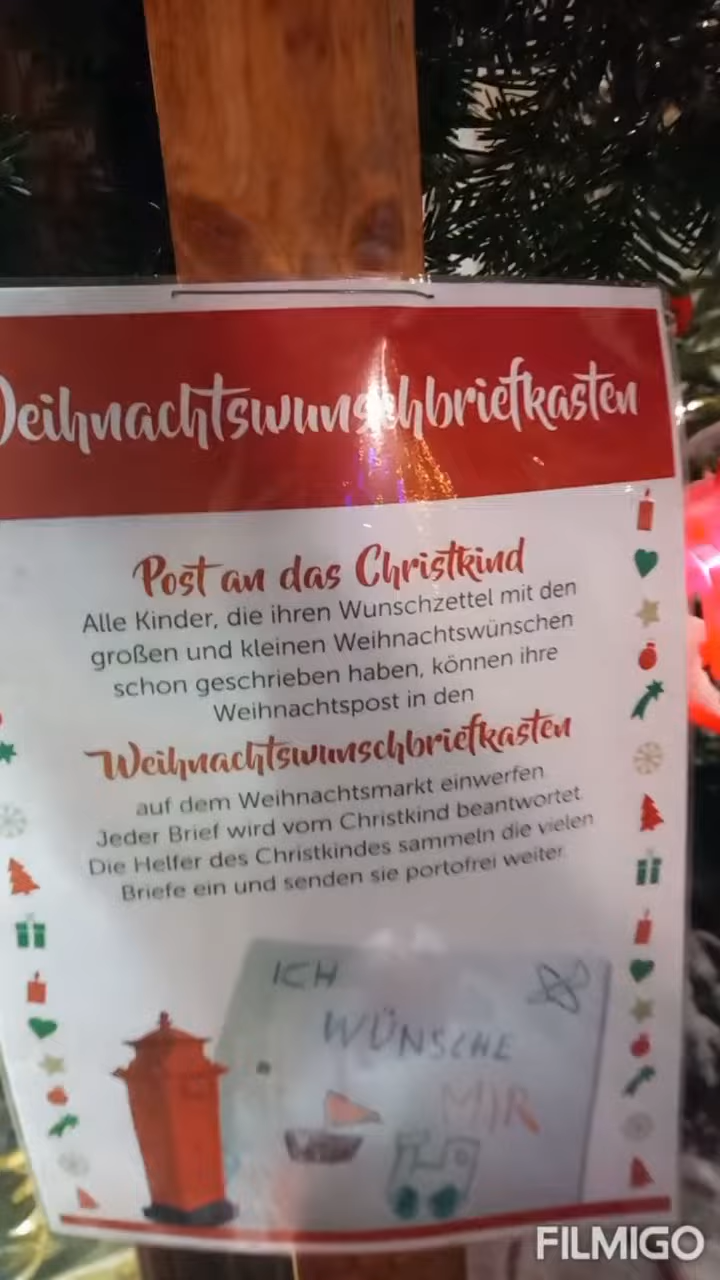 Weihnachtswunschbriefkasten
Post an das Christkind
Alle Kinder, die ihren Wunschzettel mit den
großen und kleinen Weihnachtswünschen
schon geschrieben haben, können ihre
Weihnachtspost in den
Weihnachtswunschbriefkasten
auf dem Weihnachtsmarkt einwerfen
Jeder Brief wird vom Christkind beantwortet
Die Helfer des Christkindes sammeln die vielen
Briefe ein und senden sie portofrei weiter.
ICH
WÜNSCHE
MIR
FILMIGO